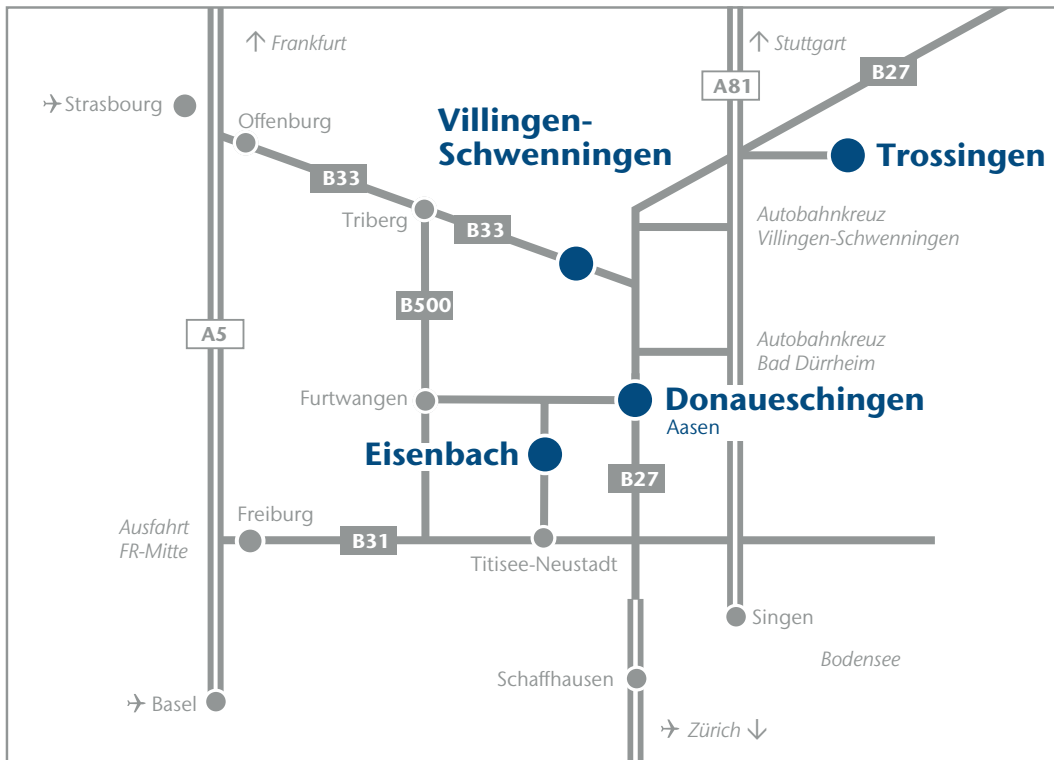 ↑ Frankfurt
↑ Stuttgart
B27
A81
✈ Strasbourg
Offenburg
Villingen-
Schwenningen
Trossingen
B33
Triberg
B33
Autobahnkreuz
Villingen-Schwenningen
B500
A5
Autobahnkreuz
Bad Dürrheim
Furtwangen
Donaueschingen
Aasen
Eisenbach
B27
Ausfahrt
FR-Mitte
Freiburg
B31
Titisee-Neustadt
Singen
Bodensee
Schaffhausen
✈ Basel
✈ Zürich ↓